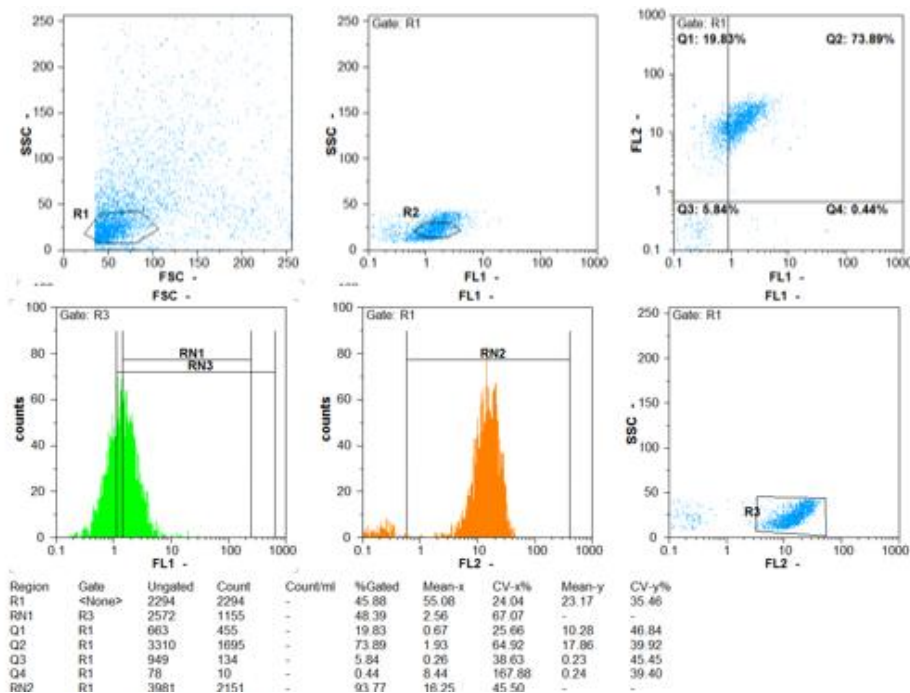 250
200
150
100
50
0
SSC -
R1
0 50 100 150 200 250
FSC -
Gate: R1
250
200
150
100
50
0
SSC -
R2
0.1 1 10 100 1000
FL1 -
Gate: R1
Q1: 19.83% Q2: 73.89%
1000
100
10
1
0.1
FL2 -
Q3: 5.84% Q4: 0.44%
0.1 1 10 100 1000
FL1 -
FSC -
Gate: R3
100
80
60
40
20
0
counts
RN1
RN3
0.1 1 10 100 1000
FL1 -
FL1 -
Gate: R1
100
80
60
40
20
0
counts
RN2
0.1 1 10 100 1000
FL2 -
FL1 -
Gate: R1
250
200
150
100
50
0
SSC -
R3
0.1 1 10 100 1000
FL2 -
Region Gate Ungated Count Count/ml %Gated Mean-x CV-x% Mean-y CV-y%
R1 <None> 2294 2294 - 45.88 55.08 24.04 23.17 35.46
RN1 R3 2572 1155 - 48.39 2.56 67.07 - -
Q1 R1 663 455 - 19.83 0.67 25.66 10.28 46.84
Q2 R1 3310 1695 - 73.89 1.93 64.92 17.86 39.92
Q3 R1 949 134 - 5.84 0.26 38.63 0.23 45.45
Q4 R1 78 10 - 0.44 8.44 167.88 0.24 39.40
RN2 R1 3981 2151 - 93.77 16.25 45.50 - -